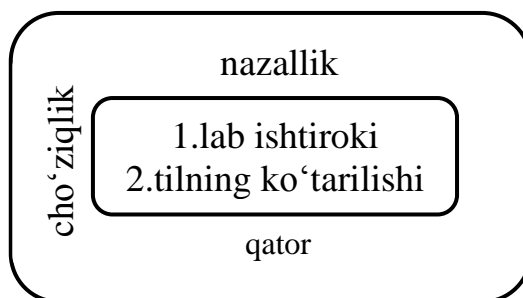 nazallik
cho‘ziqlik
1.lab ishtiroki
2.tilning ko‘tarilishi
qator